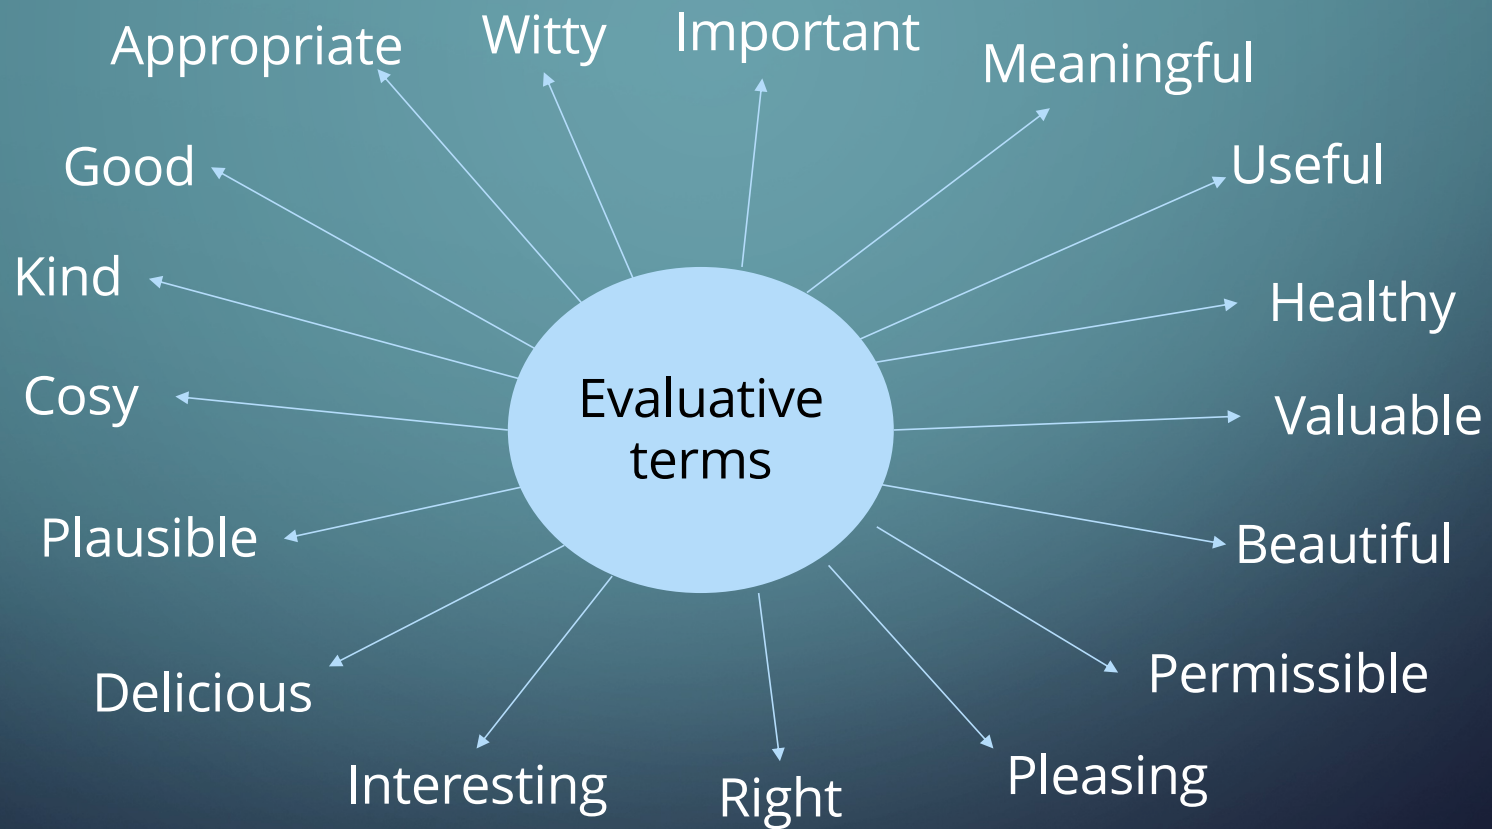 Appropriate
Witty
Important
Meaningful
Good
Useful
Kind
Healthy
Cosy
Evaluative
terms
Valuable
Plausible
Beautiful
Delicious
Permissible
Interesting
Right
Pleasing